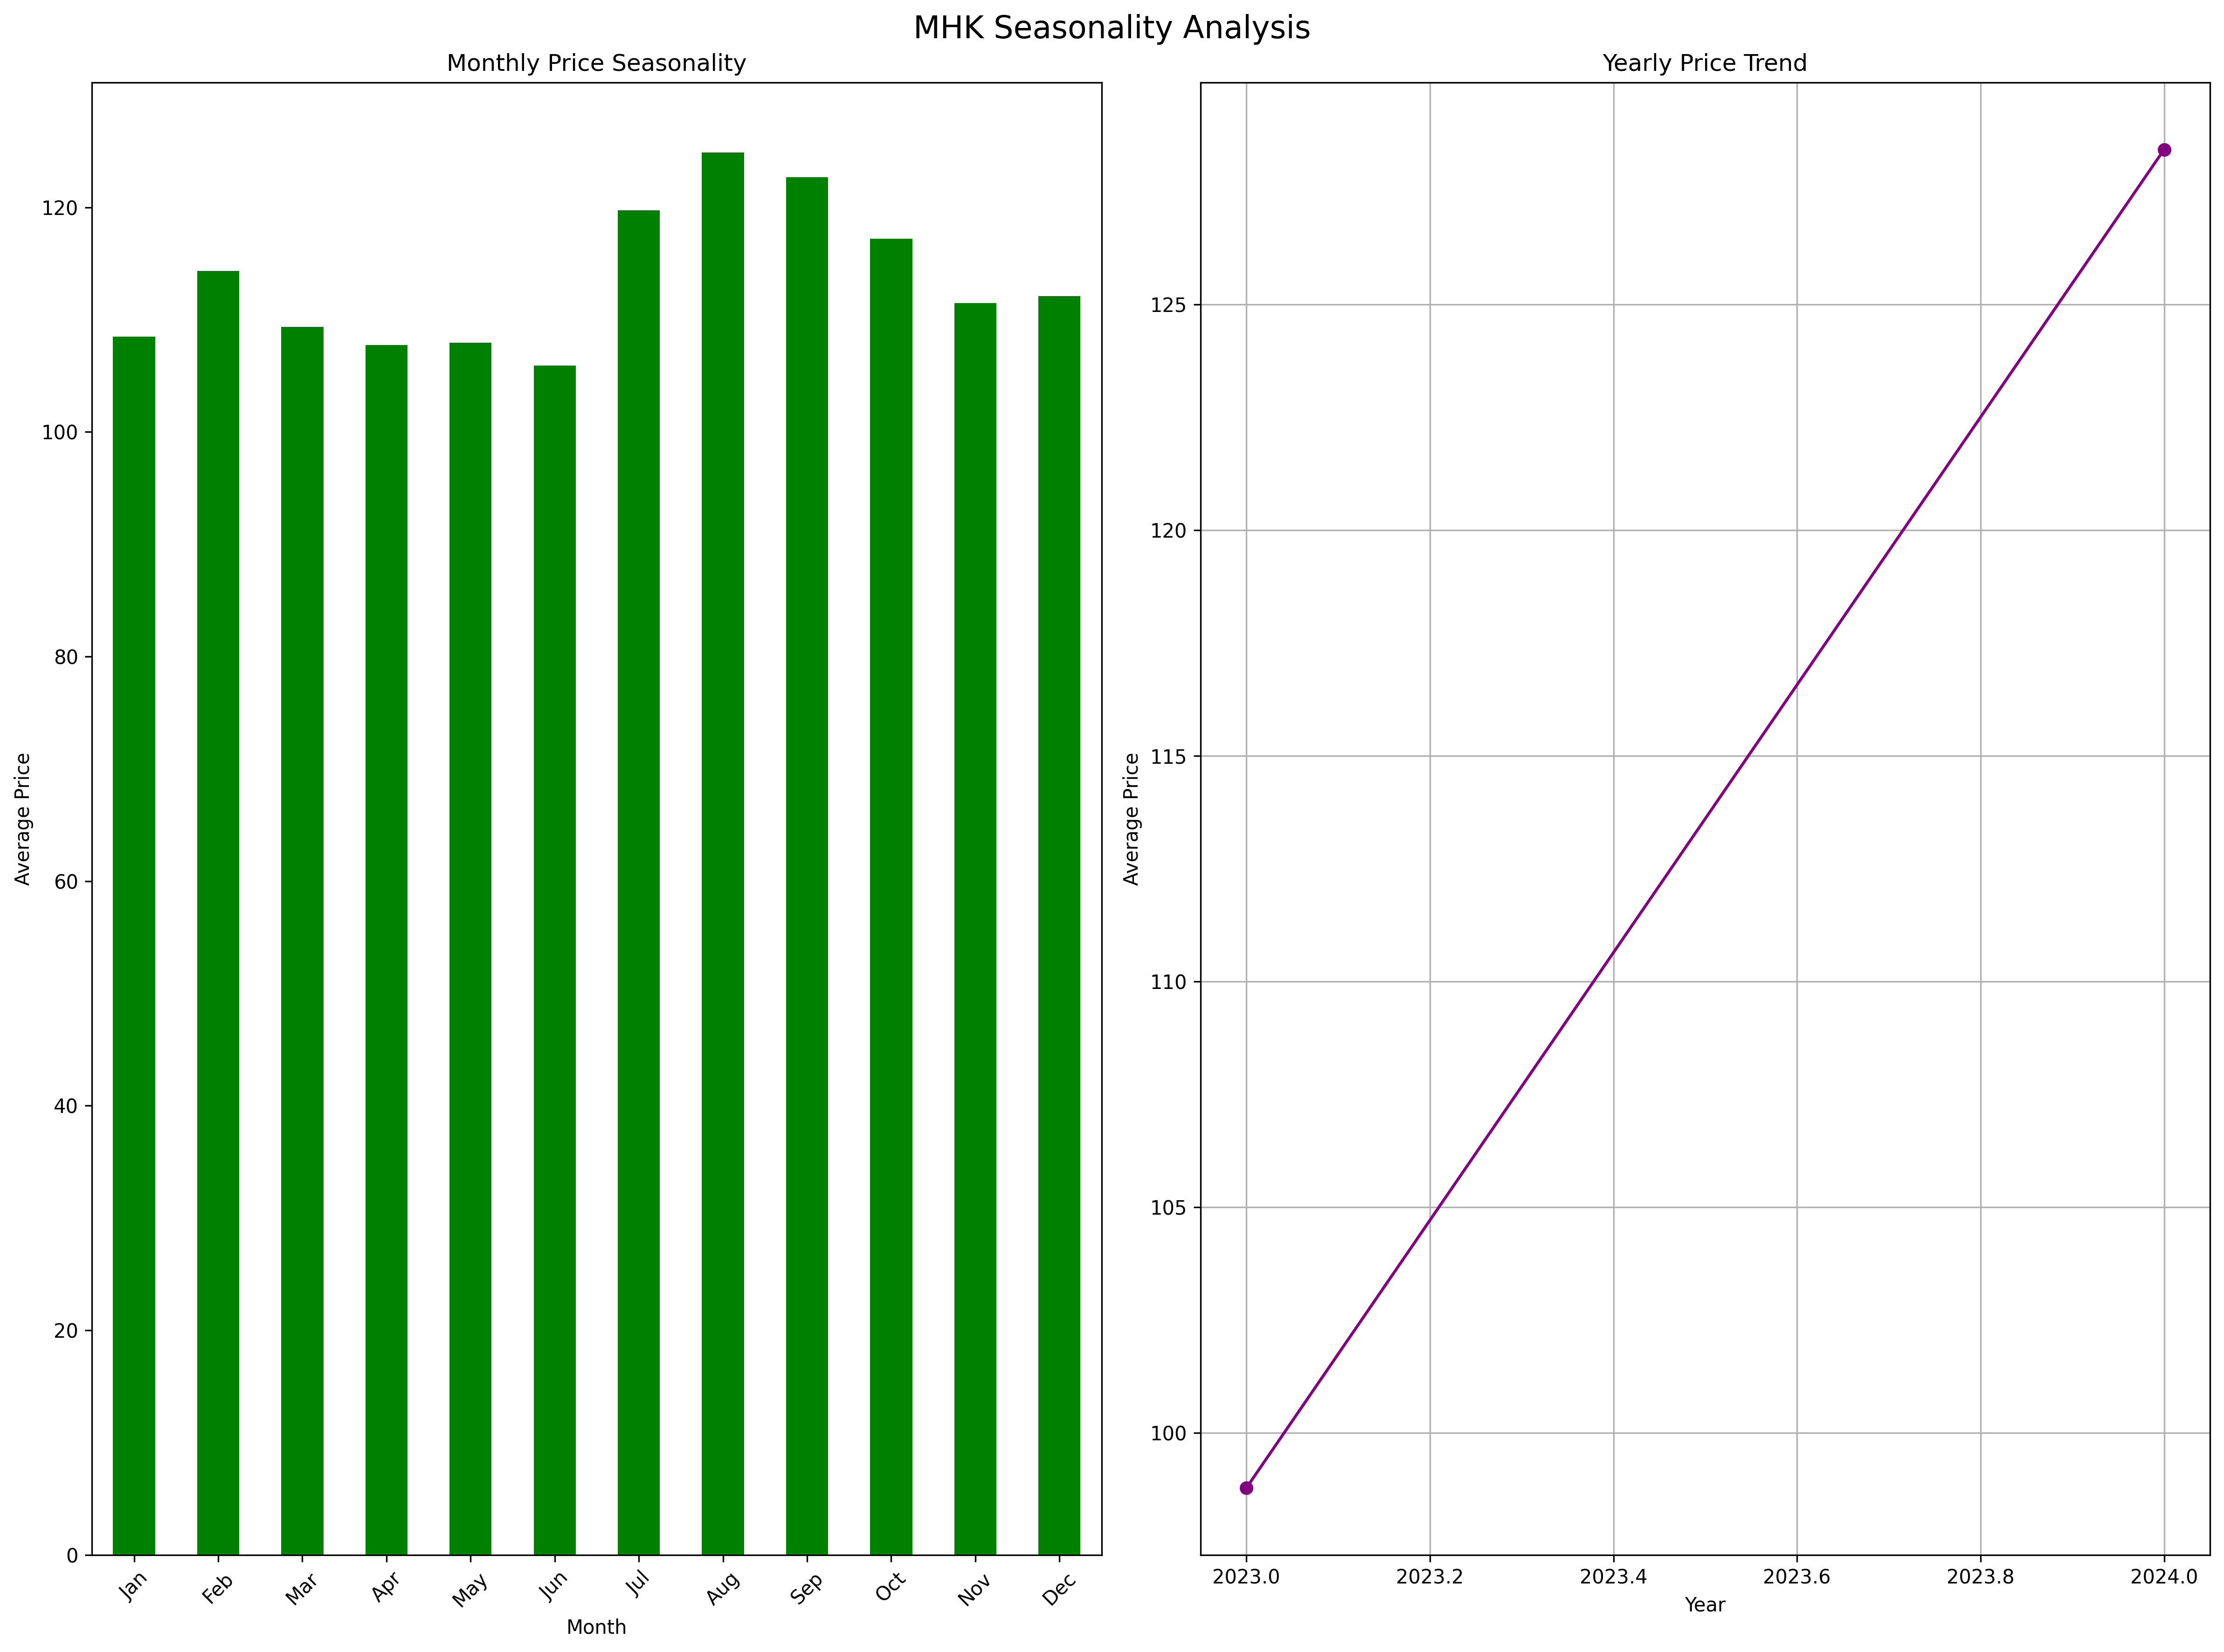 MHK Seasonality Analysis
Monthly Price Seasonality
Average Price
120
100
80
60
40
20
0
Jan Feb Mar Apr May Jun Jul Aug Sep Oct Nov Dec
Month
Yearly Price Trend
Average Price
125
120
115
110
105
100
2023.0 2023.2 2023.4 2023.6 2023.8 2024.0
Year